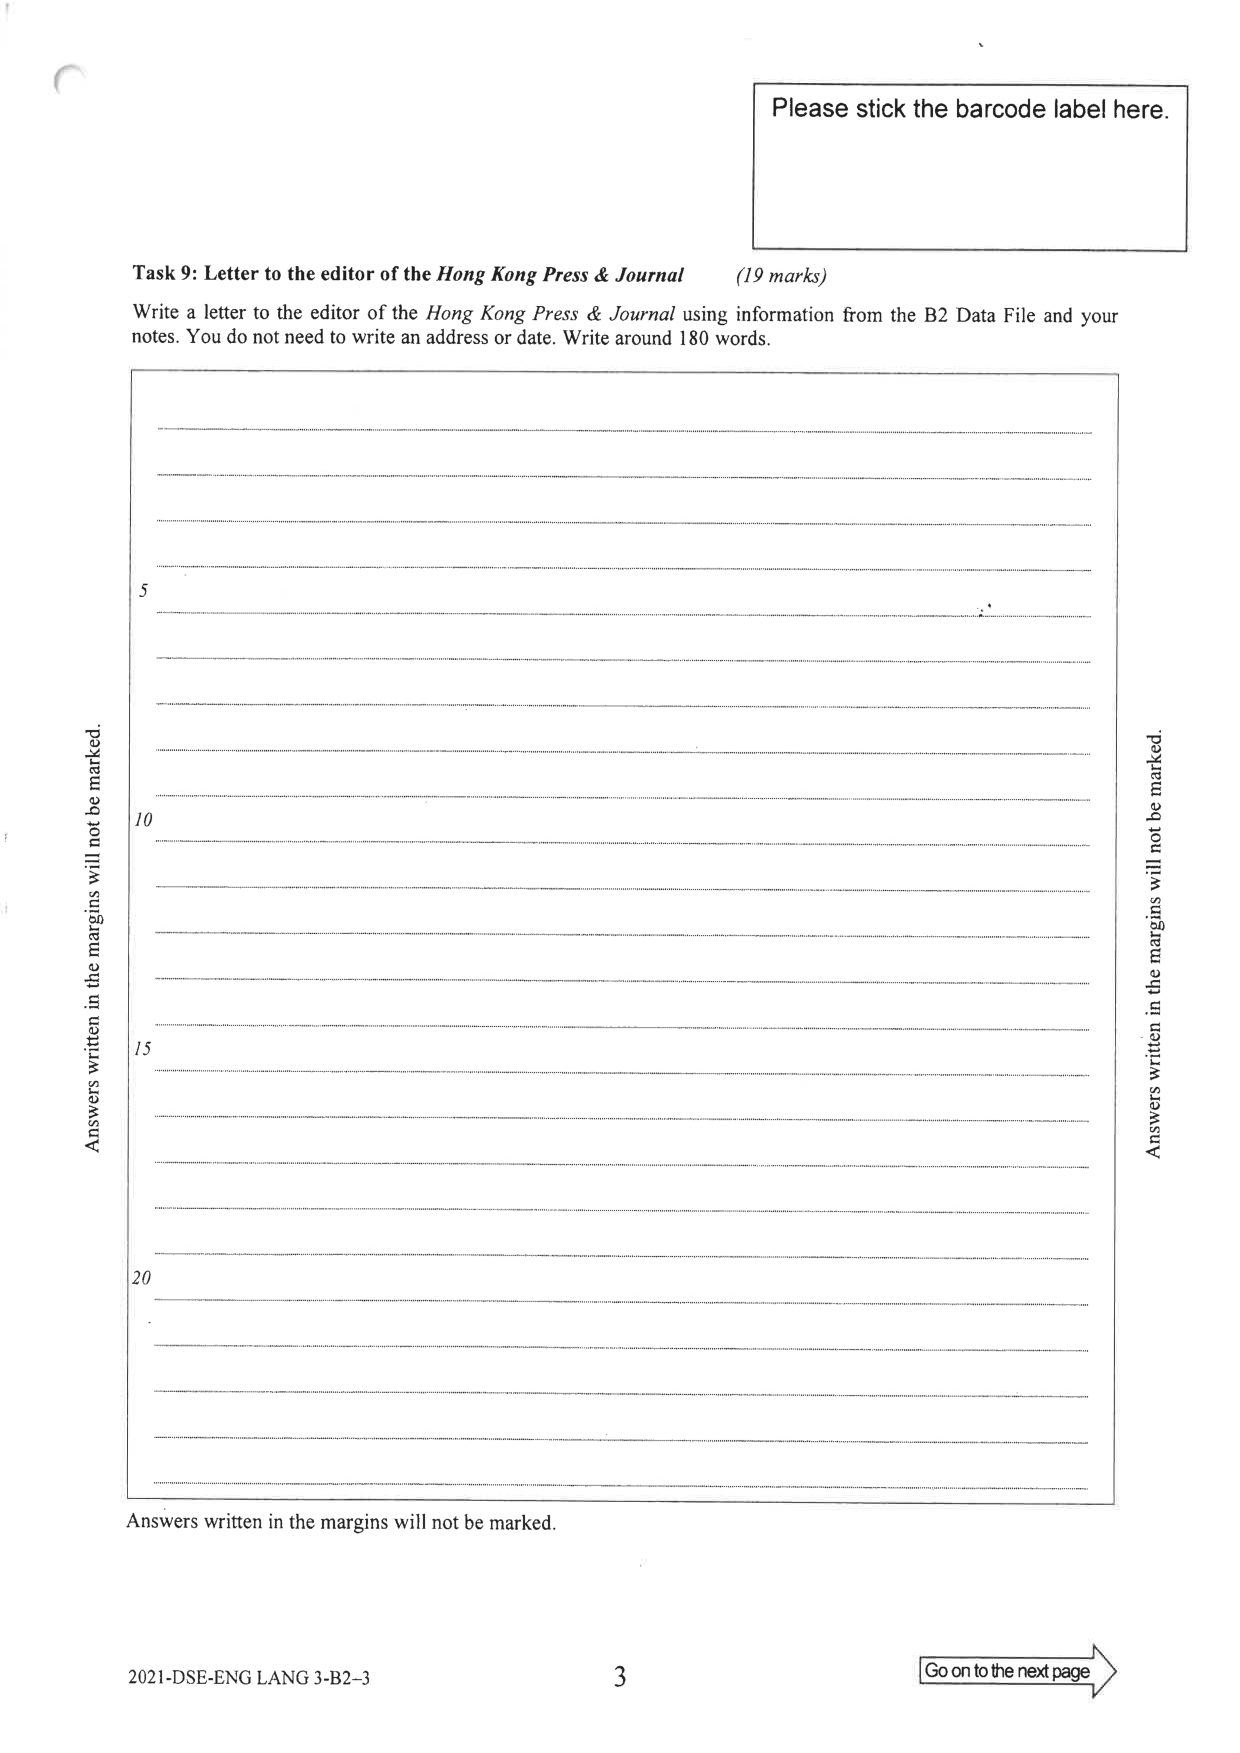 Please stick the barcode label here.
Task 9: Letter to the editor of the Hong Kong Press & Journal (19 marks)
Write a letter to the editor of the Hong Kong Press & Journal using information from the B2 Data File and your
notes. You do not need to write an address or date. Write around 180 words.
5
10
15
20
Answers written in the margins will not be marked.
Answers written in the margins will not be marked.
Answers written in the margins will not be marked.
2021-DSE-ENG LANG 3-B2–3
3
Go on to the next page